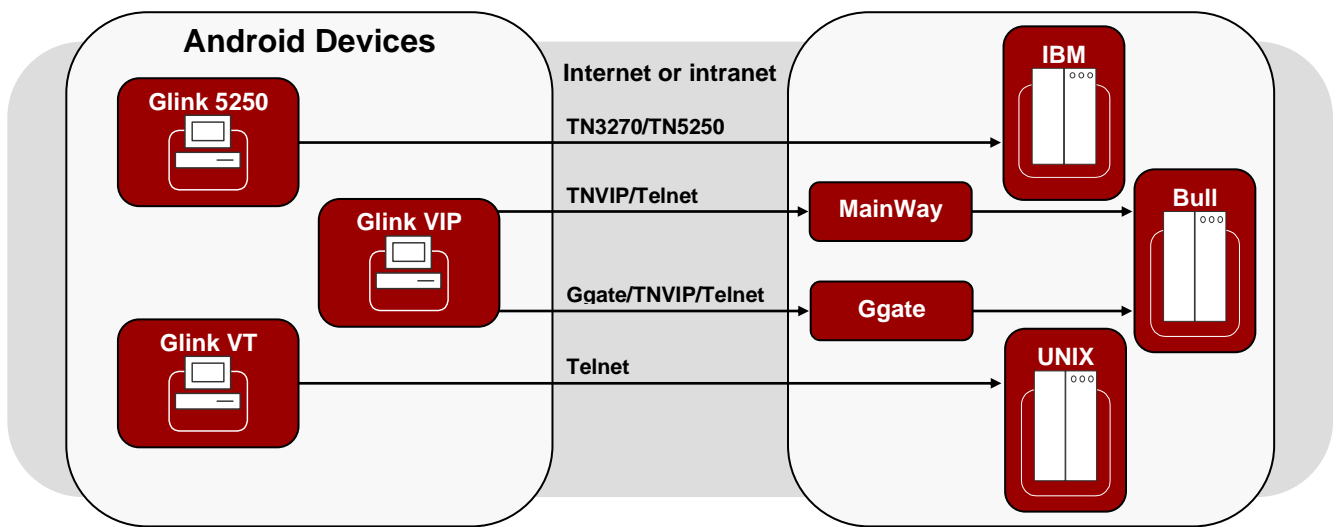 Android Devices
Internet or intranet
Glink 5250
TN3270/TN5250
IBM
Glink VIP
TNVIP/Telnet
MainWay
Bull
Ggate/TNVIP/Telnet
Ggate
Glink VT
Telnet
UNIX